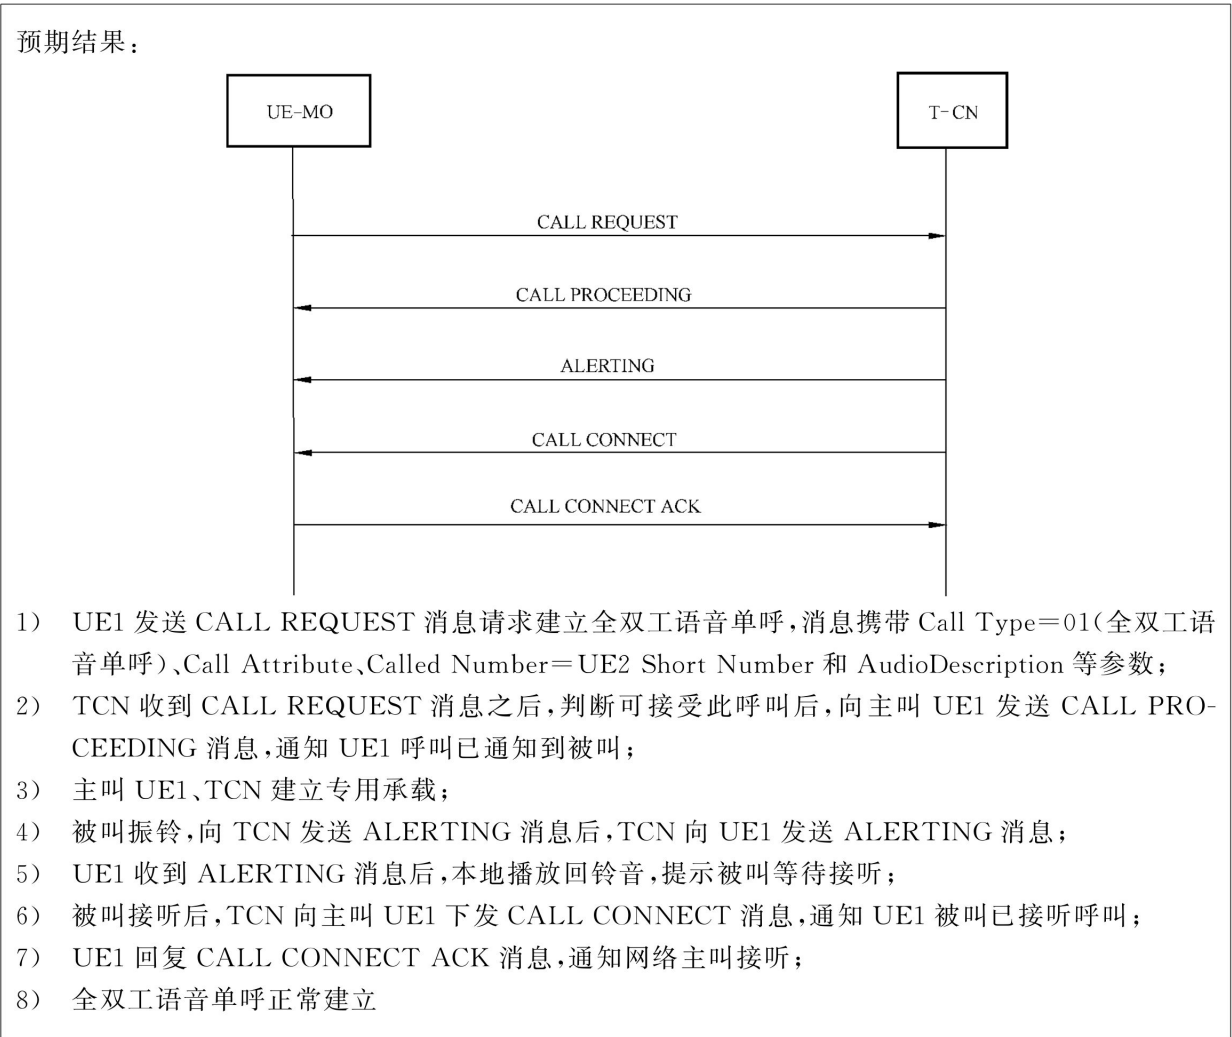 预期结果：
UE-MO
T-CN
CALL REQUEST
CALL PROCEEDING
ALERTING
CALL CONNECT
CALL CONNECT ACK
1) UE1 发送 CALL REQUEST 消息请求建立全双工语音单呼，消息携带 Call Type＝01（全双工语
音单呼）、Call Attribute、Called Number＝UE2 Short Number 和 AudioDescription 等参数；
2) TCN 收到 CALL REQUEST 消息之后，判断可接受此呼叫后，向主叫 UE1 发送 CALL PRO-
CEEDING 消息，通知 UE1 呼叫已通知到被叫；
3) 主叫 UE1、TCN 建立专用承载；
4) 被叫振铃，向 TCN 发送 ALERTING 消息后，TCN 向 UE1 发送 ALERTING 消息；
5) UE1 收到 ALERTING 消息后，本地播放回铃音，提示被叫等待接听；
6) 被叫接听后，TCN 向主叫 UE1 下发 CALL CONNECT 消息，通知 UE1 被叫已接听呼叫；
7) UE1 回复 CALL CONNECT ACK 消息，通知网络主叫接听；
8) 全双工语音单呼正常建立